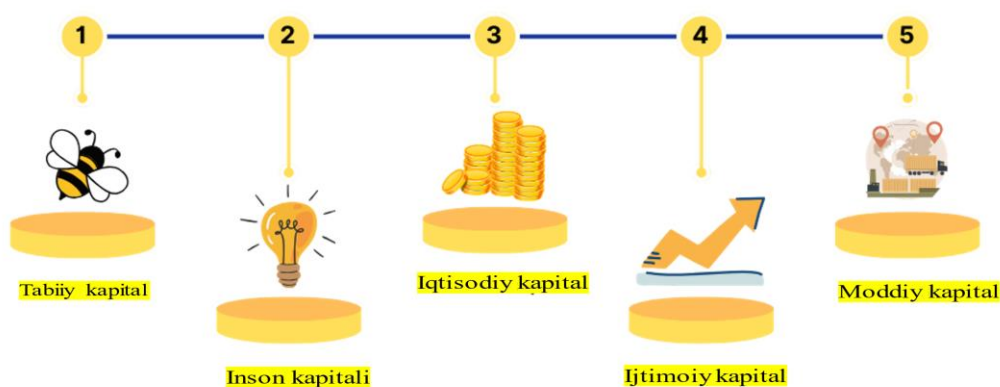 1
2
3
4
5
Tabiiy kapital
Inson kapitali
Iqtisodiy kapital
Ijtimoiy kapital
Moddiy kapital